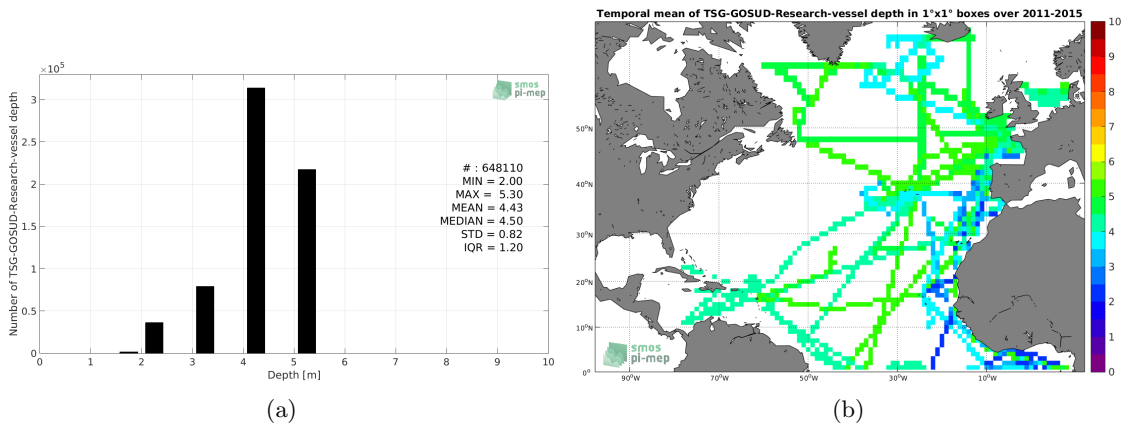 ×10⁵
3
2.5
2
1.5
1
0.5
0
Number of TSG-GOSUD-Research-vessel depth
smos
pi-mep
# : 648110
MIN = 2.00
MAX = 5.30
MEAN = 4.43
MEDIAN = 4.50
STD = 0.82
IQR = 1.20
0 1 2 3 4 5 6 7 8 9 10
Depth [m]
(a)
Temporal mean of TSG-GOSUD-Research-vessel depth in 1°x1° boxes over 2011-2015
50°N
40°N
30°N
20°N
10°N
0°
90°W 70°W 50°W 30°W 10°W
smos
pi-mep
10
9
8
7
6
5
4
3
2
1
0
(b)